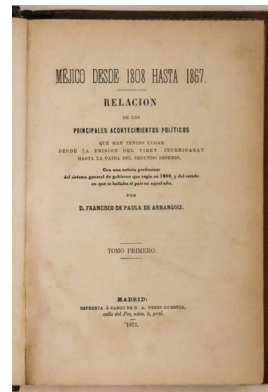 MÉJICO DESDE 1808 HASTA 1867.
RELACION
DE LOS
PRINCIPALES ACONTECIMIENTOS POLÍTICOS
QUE HAN TENIDO LUGAR
DESDE LA PRISION DEL VIREY ITURRIGARAY
HASTA LA CAIDA DEL SEGUNDO IMPERIO.
Con una noticia preliminar
del sistema general de gobierno que regia en 1808, y del estado
en que se hallaba el pais en aquel año.
POR
D. FRANCISCO DE PAULA DE ARRANGOIZ.
TOMO PRIMERO.
MADRID:
IMPRENTA Á CARGO DE D. A. PEREZ DUBRULL,
calle del Pez, núm. 6, pral.
1871.